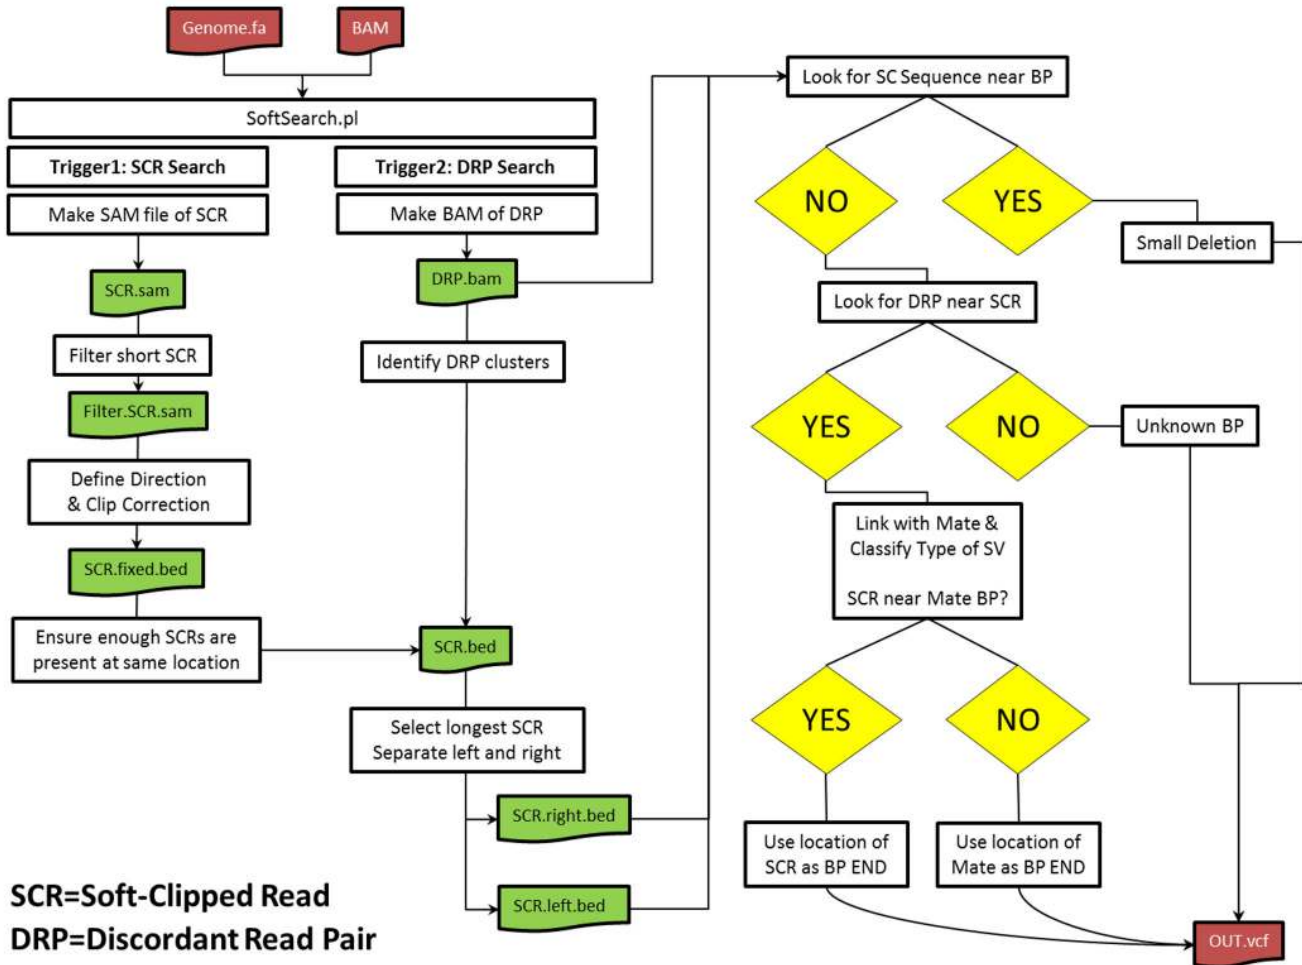 Genome.fa
BAM
SoftSearch.pl
Trigger1: SCR Search
Make SAM file of SCR
SCR.sam
Filter short SCR
Filter.SCR.sam
Define Direction
& Clip Correction
SCR.fixed.bed
Ensure enough SCRs are
present at same location
Trigger2: DRP Search
Make BAM of DRP
DRP.bam
Identify DRP clusters
SCR.bed
Select longest SCR
Separate left and right
SCR.right.bed
SCR.left.bed
Look for SC Sequence near BP
NO
YES
Small Deletion
Look for DRP near SCR
YES
NO
Unknown BP
Link with Mate &
Classify Type of SV
SCR near Mate BP?
YES
NO
Use location of
SCR as BP END
Use location of
Mate as BP END
OUT.vcf
SCR=Soft-Clipped Read
DRP=Discordant Read Pair